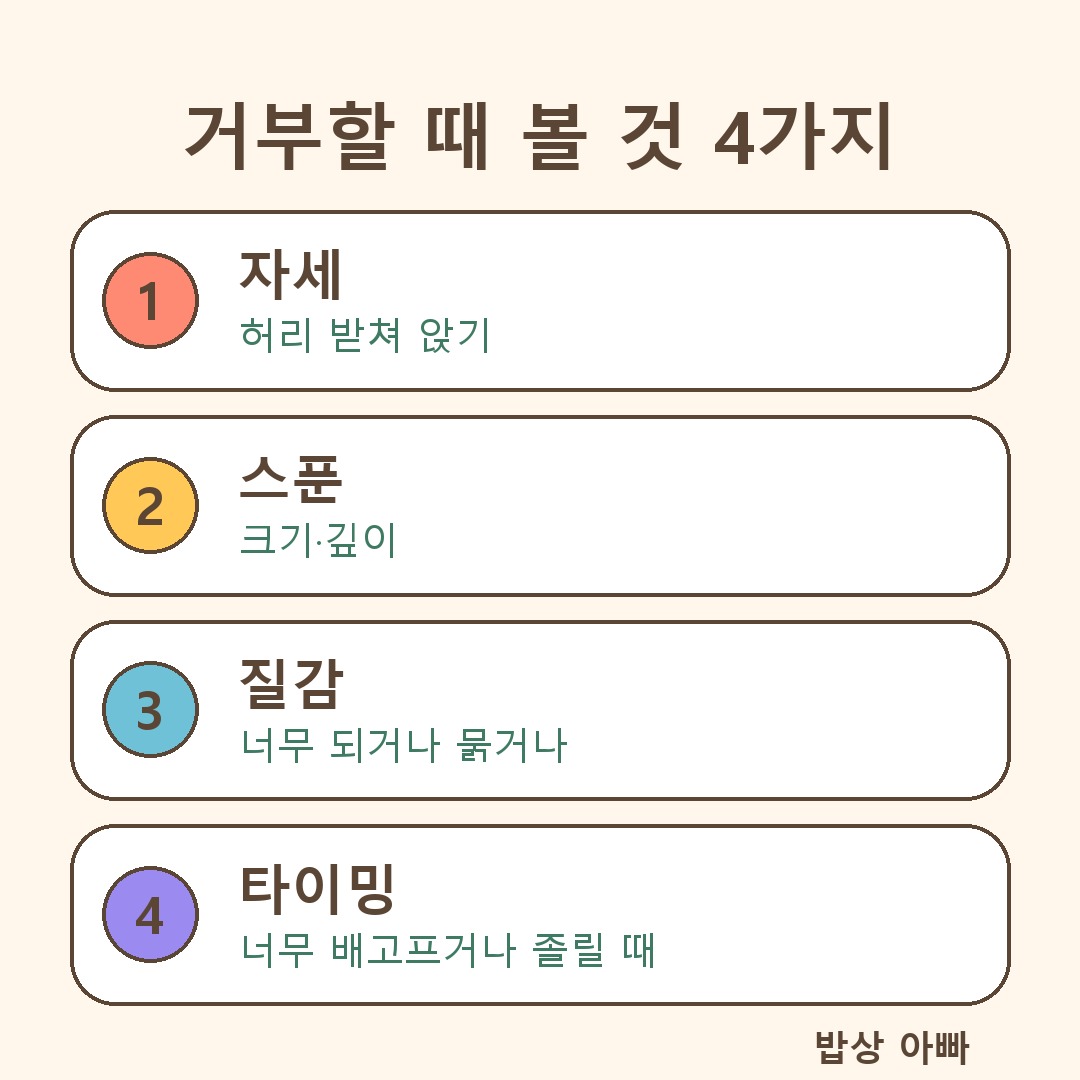 거부할 때 볼 것 4가지
1
자세
허리 받쳐 앉기
2
스푼
크기·깊이
3
질감
너무 되거나 묽거나
4
타이밍
너무 배고프거나 졸릴 때
밥상 아빠